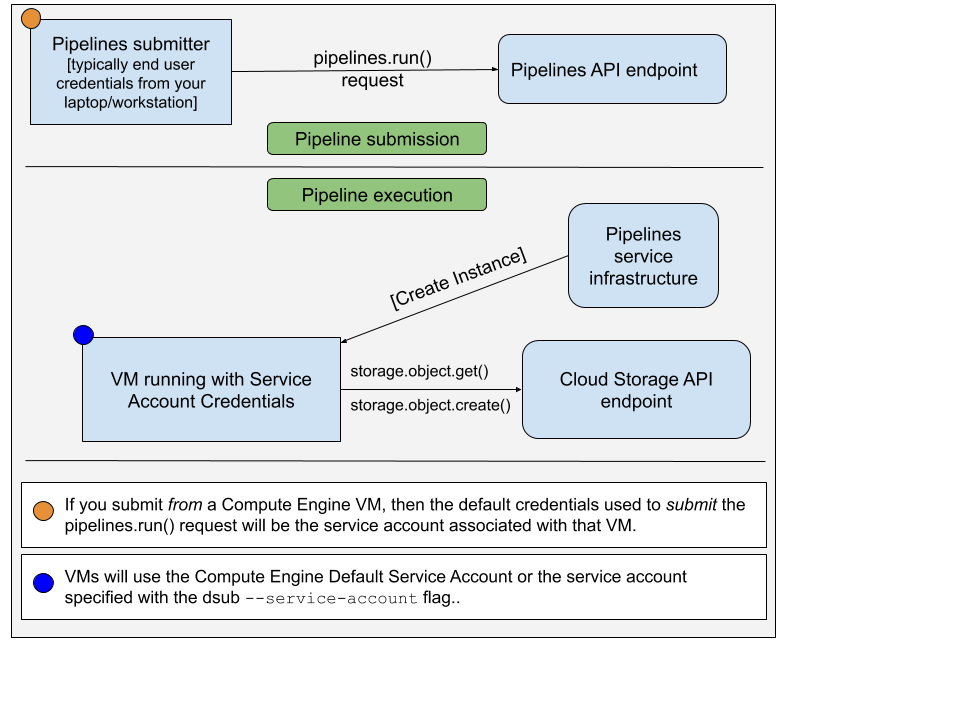 Pipelines submitter
[typically end user
credentials from your
laptop/workstation]
pipelines.run()
request
Pipelines API endpoint
Pipeline submission
Pipeline execution
Pipelines
service
infrastructure
[Create Instance]
VM running with Service
Account Credentials
storage.object.get()
storage.object.create()
Cloud Storage API
endpoint
If you submit from a Compute Engine VM, then the default credentials used to submit the
pipelines.run() request will be the service account associated with that VM.
VMs will use the Compute Engine Default Service Account or the service account
specified with the dsub --service-account flag..